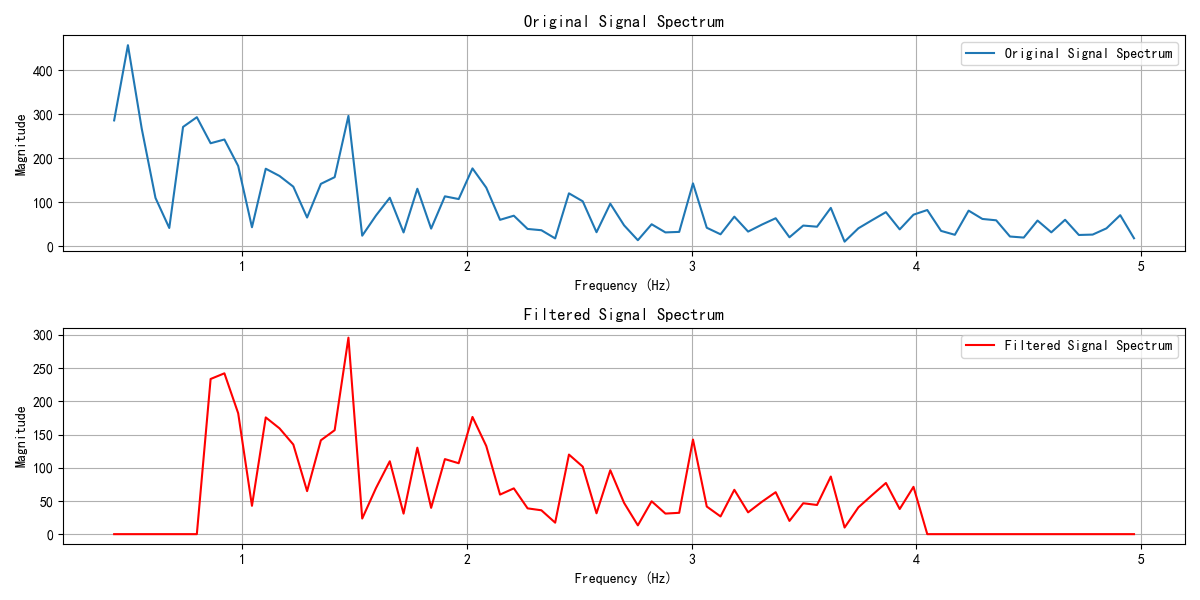 Original Signal Spectrum
Original Signal Spectrum
Magnitude
400
300
200
100
0
1
2
3
4
5
Frequency (Hz)
Filtered Signal Spectrum
Filtered Signal Spectrum
Magnitude
300
250
200
150
100
50
0
1
2
3
4
5
Frequency (Hz)